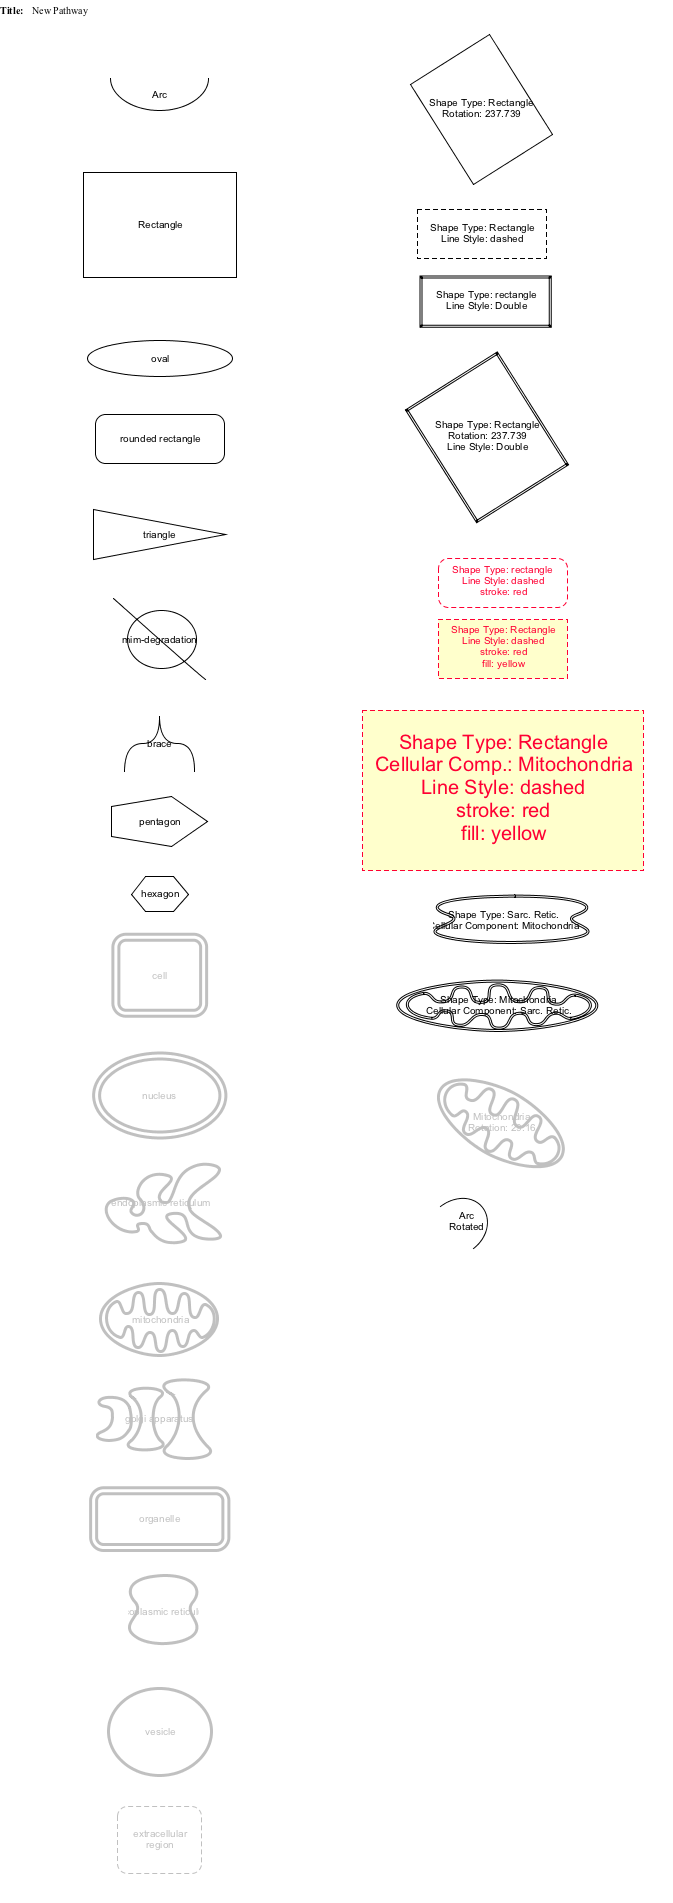 Title: New Pathway
Arc
Rectangle
oval
rounded rectangle
triangle
mim-degradation
brace
pentagon
hexagon
cell
nucleus
endoplasmic reticulum
mitochondria
golgi apparatus
organelle
vesicle
extracellular
region
Shape Type: Rectangle
Rotation: 237.739
Shape Type: Rectangle
Line Style: dashed
Shape Type: rectangle
Line Style: Double
Shape Type: Rectangle
Rotation: 237.739
Line Style: Double
Shape Type: rectangle
Line Style: dashed
stroke: red
Shape Type: Rectangle
Line Style: dashed
stroke: red
fill: yellow
Shape Type: Rectangle
Cellular Comp.: Mitochondria
Line Style: dashed
stroke: red
fill: yellow
Shape Type: Sarc. Retic.
Cellular Component: Mitochondria
Shape Type: Mitochondria
Cellular Component: Sarc. Retic.
Mitochondria
Rotation:
Arc
Rotated